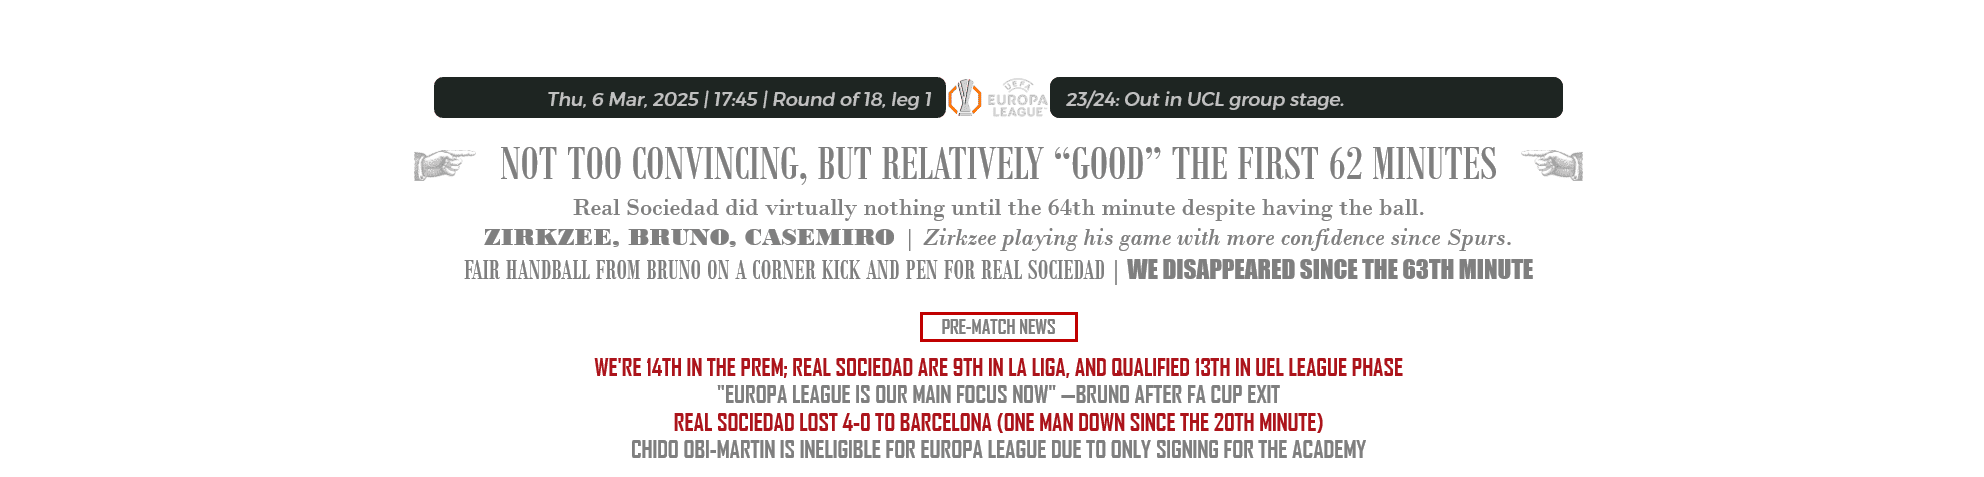 Thu, 6 Mar, 2025 | 17:45 | Round of 18, leg 1
UEFA
EUROPA
LEAGUE
23/24: Out in UCL group stage.
NOT TOO CONVINCING, BUT RELATIVELY “GOOD” THE FIRST 62 MINUTES
Real Sociedad did virtually nothing until the 64th minute despite having the ball.
ZIRKZEE, BRUNO, CASEMIRO | Zirkzee playing his game with more confidence since Spurs.
FAIR HANDBALL FROM BRUNO ON A CORNER KICK AND PEN FOR REAL SOCIEDAD | WE DISAPPEARED SINCE THE 63TH MINUTE
PRE-MATCH NEWS
WE'RE 14TH IN THE PREM; REAL SOCIEDAD ARE 9TH IN LA LIGA, AND QUALIFIED 13TH IN UEL LEAGUE PHASE
"EUROPA LEAGUE IS OUR MAIN FOCUS NOW" —BRUNO AFTER FA CUP EXIT
REAL SOCIEDAD LOST 4-0 TO BARCELONA (ONE MAN DOWN SINCE THE 20TH MINUTE)
CHIDO OBI-MARTIN IS INELIGIBLE FOR EUROPA LEAGUE DUE TO ONLY SIGNING FOR THE ACADEMY